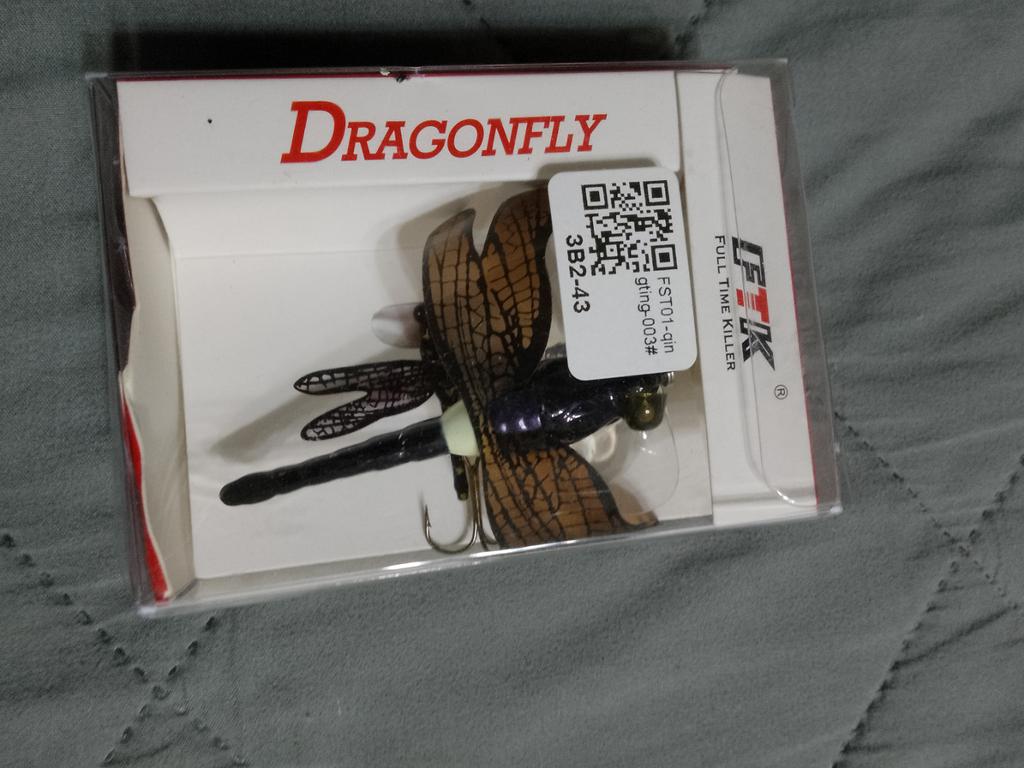 DRAGONFLY
FST01-qin
gting-003#
3B2-43
FTK
®
FULL TIME KILLER